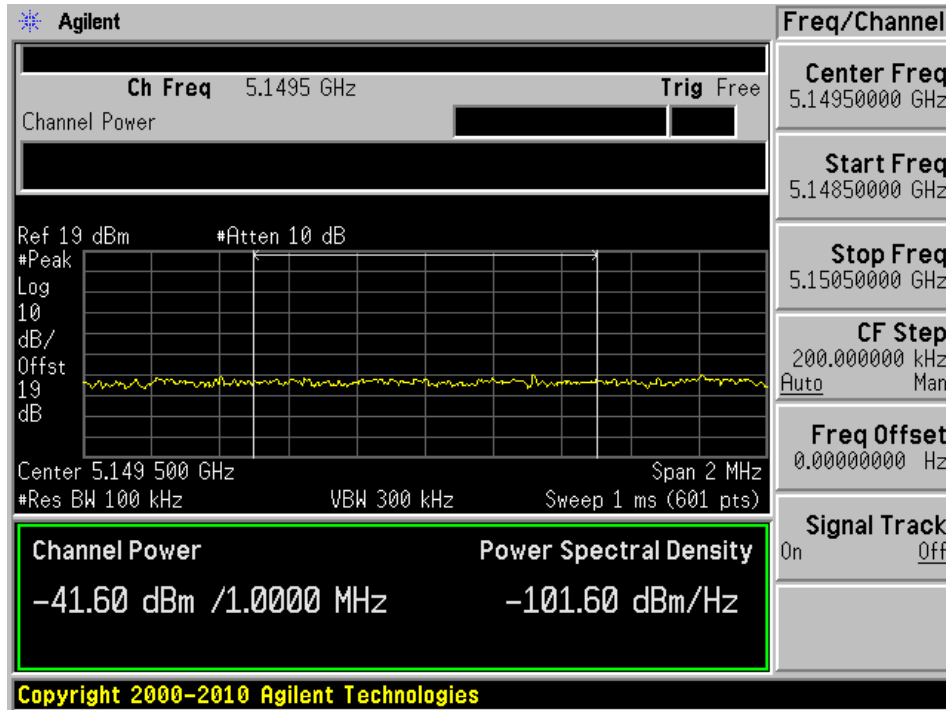 Agilent
Freq/Channel
Ch Freq 5.1495 GHz Trig Free
Channel Power
Center Freq
5.14950000 GHz
Start Freq
5.14850000 GHz
Stop Freq
5.15050000 GHz
CF Step
200.000000 kHz
Auto Man
Freq Offset
0.00000000 Hz
Signal Track
On Off
Ref 19 dBm #Atten 10 dB
#Peak
Log
10
dB/
Offst
19
dB
Center 5.149 500 GHz Span 2 MHz
#Res BW 100 kHz VBW 300 kHz Sweep 1 ms (601 pts)
Channel Power Power Spectral Density
-41.60 dBm /1.0000 MHz -101.60 dBm/Hz
Copyright 2000-2010 Agilent Technologies